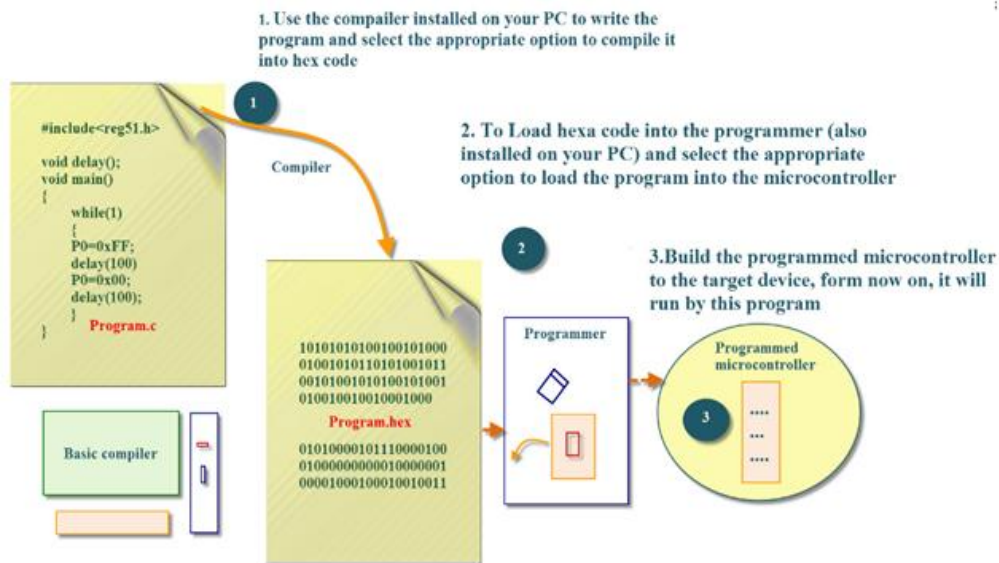 1. Use the compailer installed on your PC to write the
program and select the appropriate option to compile it
into hex code
1
#include<reg51.h>
void delay();
void main()
{
while(1)
{
P0=0xFF;
delay(100)
P0=0x00;
delay(100);
}
Program.c
}
Compiler
2. To Load hexa code into the programmer (also
installed on your PC) and select the appropriate
option to load the program into the microcontroller
2
3.Build the programmed microcontroller
to the target device, form now on, it will
run by this program
10101010100100101000
01001010110101001011
00101001010100101001
010010010010001000
Program.hex
01010000101110000100
01000000000010000001
00001000100010010011
Programmer
Programmed
microcontroller
3
Basic compiler